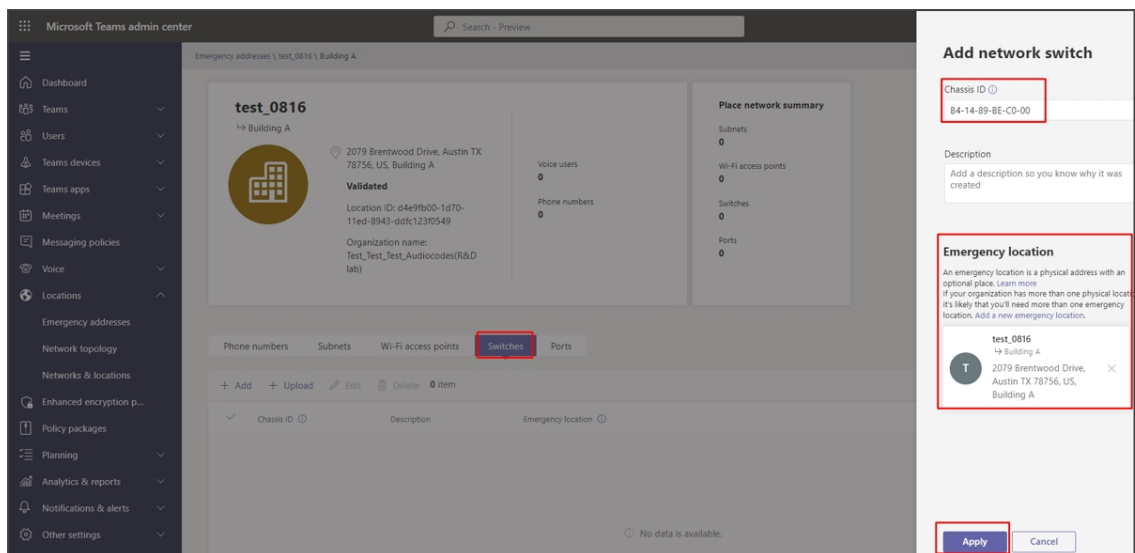 Microsoft Teams admin center
Search - Preview
Dashboard
Teams
Users
Teams devices
Teams apps
Meetings
Messaging policies
Voice
Locations
Emergency addresses
Network topology
Networks & locations
Enhanced encryption p...
Policy packages
Planning
Analytics & reports
Notifications & alerts
Other settings
Emergency addresses \ test_0816 \ Building A
test_0816
Building A
2079 Brentwood Drive, Austin TX
78756, US, Building A
Validated
Location ID: d4e9fb00-1d70-
11ed-8943-ddfc123f0549
Organization name:
Test_Test_Test_Audiocodes(R&D
lab)
Voice users
0
Phone numbers
0
Place network summary
Subnets
0
Wi-Fi access points
0
Switches
0
Ports
0
Phone numbers Subnets Wi-Fi access points Switches Ports
+ Add + Upload Edit Delete 0 item
Chassis ID Description Emergency location
No data is available.
Add network switch
Chassis ID
B4-14-89-BE-C0-00
Description
Add a description so you know why it was
created
Emergency location
An emergency location is a physical address with an
optional place. Learn more
If your organization has more than one physical locatio
it's likely that you'll need more than one emergency
location. Add a new emergency location.
T
test_0816
Building A
2079 Brentwood Drive,
Austin TX 78756, US,
Building A
Apply Cancel